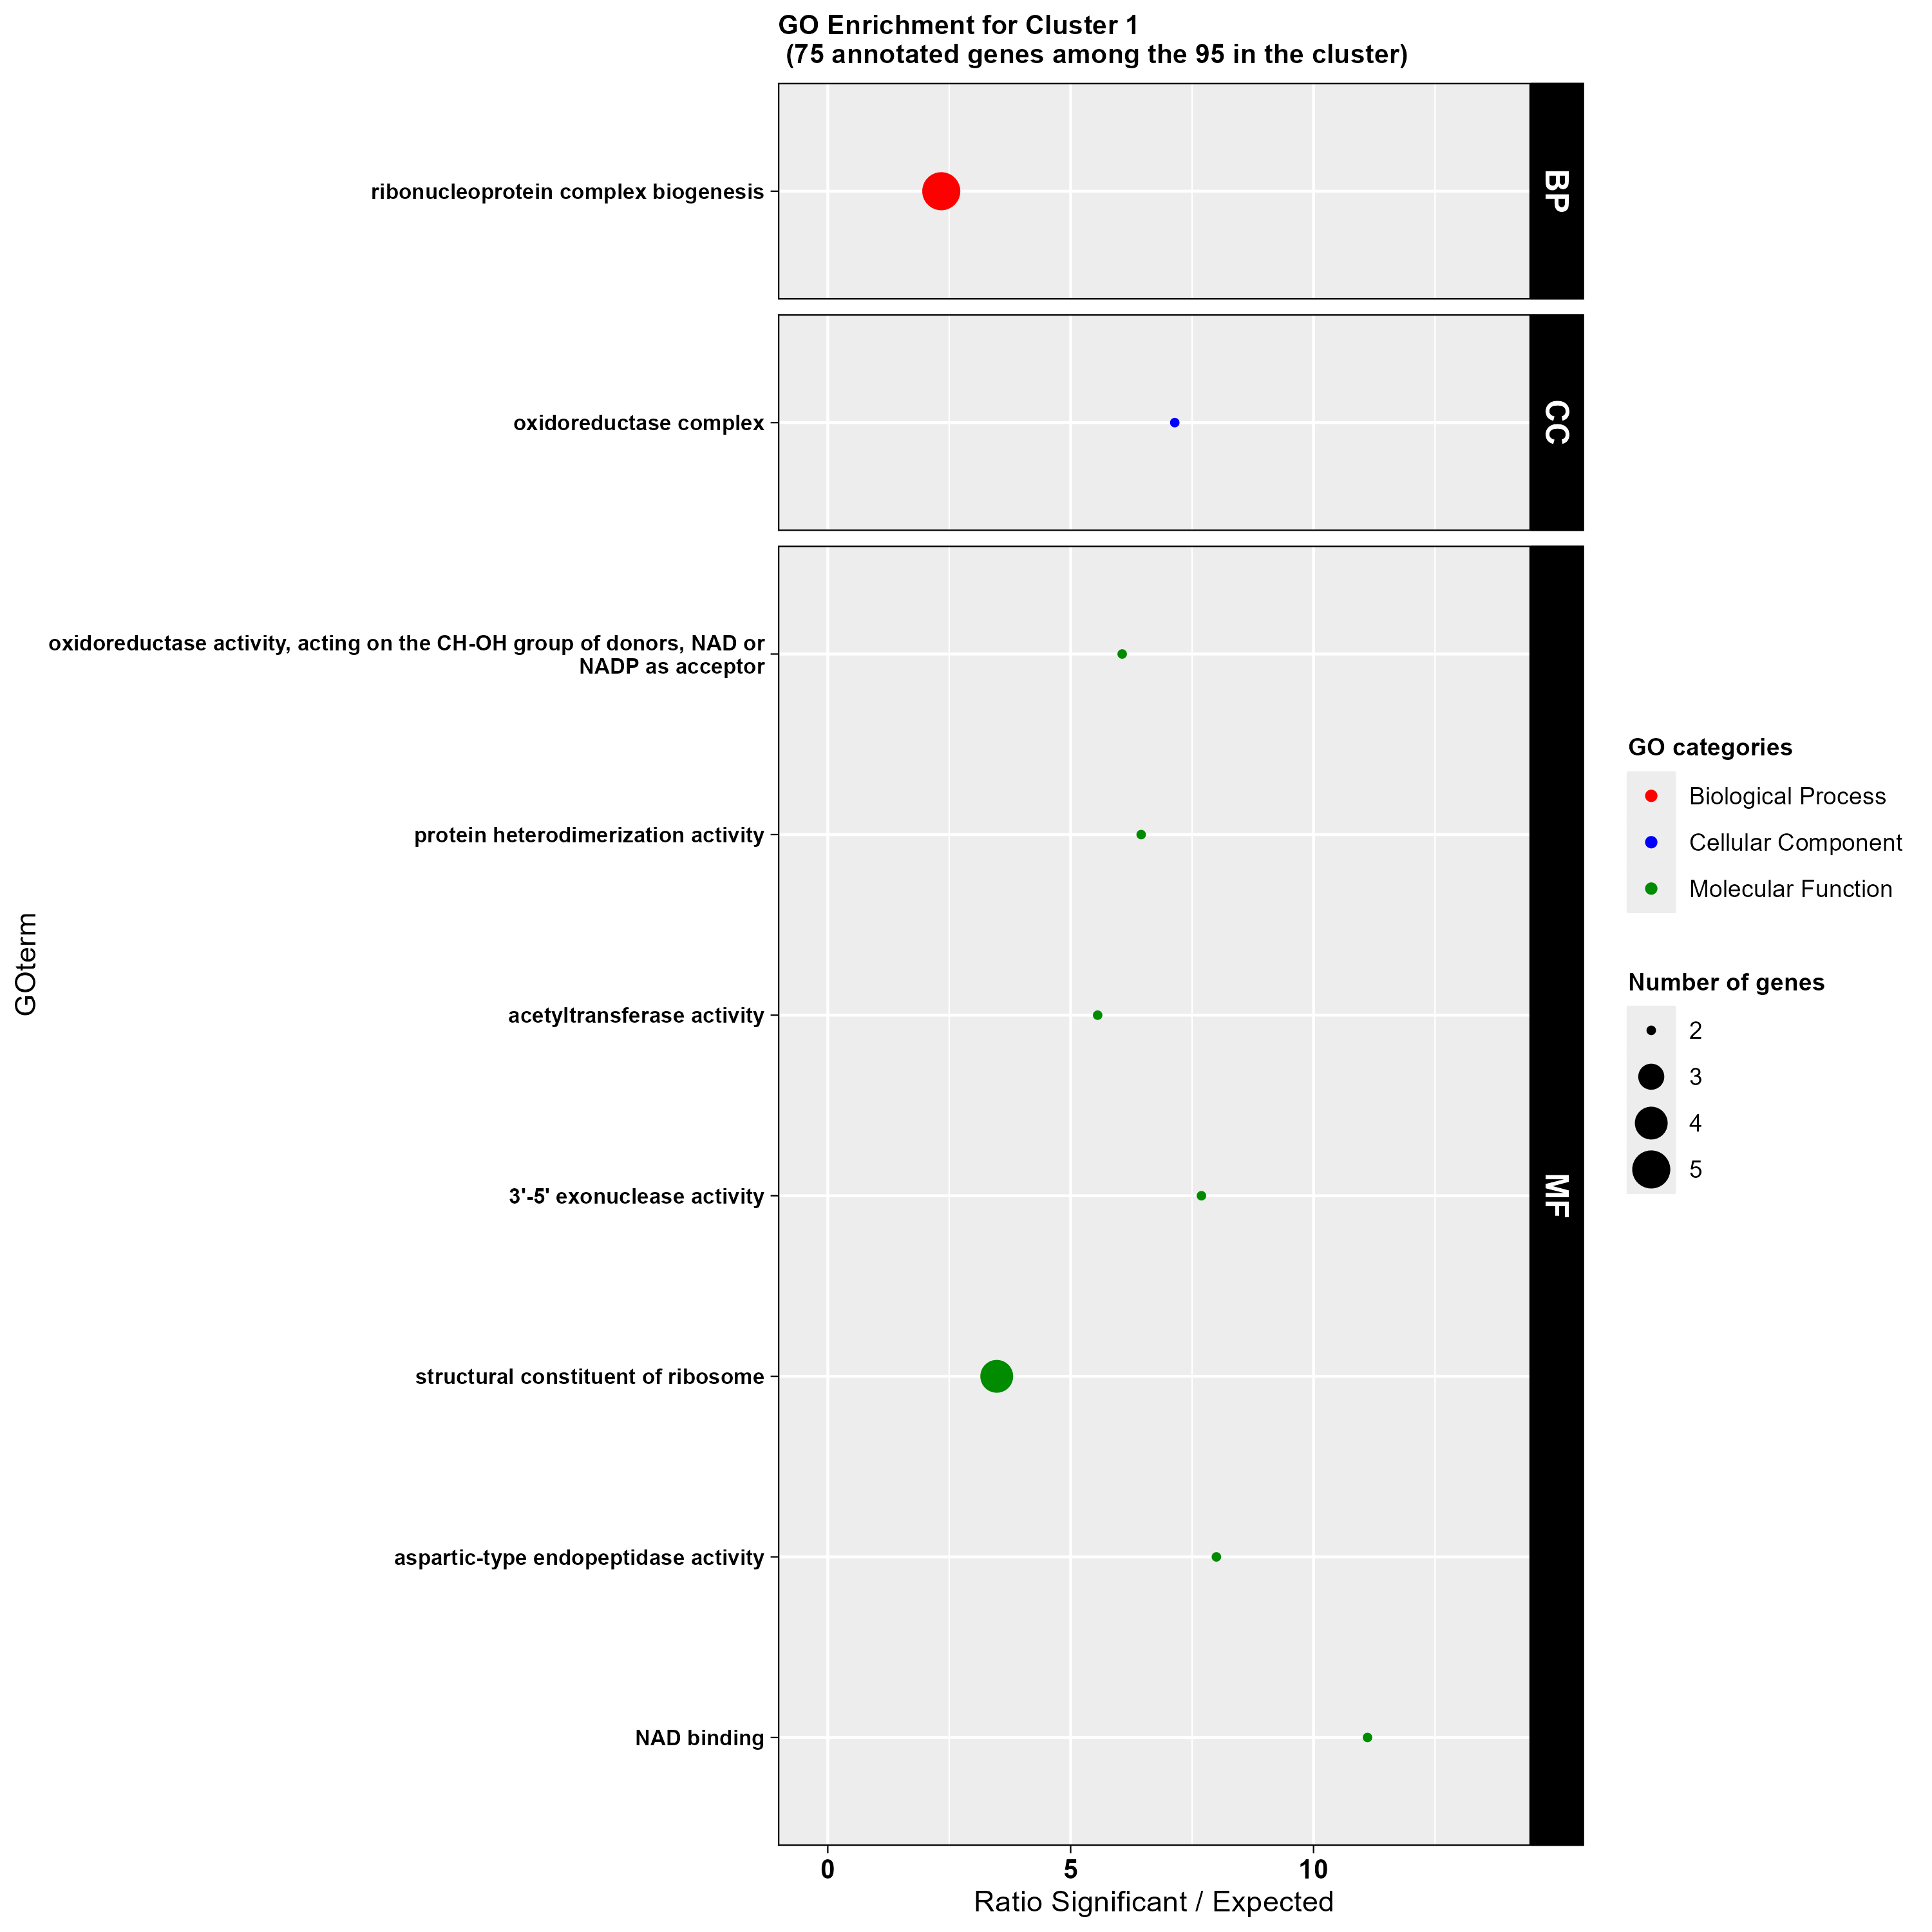 GO Enrichment for Cluster 1
(75 annotated genes among the 95 in the cluster)
BP
ribonucleoprotein complex biogenesis
CC
oxidoreductase complex
oxidoreductase activity, acting on the CH-OH group of donors, NAD or
NADP as acceptor
protein heterodimerization activity
acetyltransferase activity
3'-5' exonuclease activity
structural constituent of ribosome
aspartic-type endopeptidase activity
NAD binding
MF
GOterm
0 5 10
Ratio Significant / Expected
GO categories
Biological Process
Cellular Component
Molecular Function
Number of genes
2
3
4
5